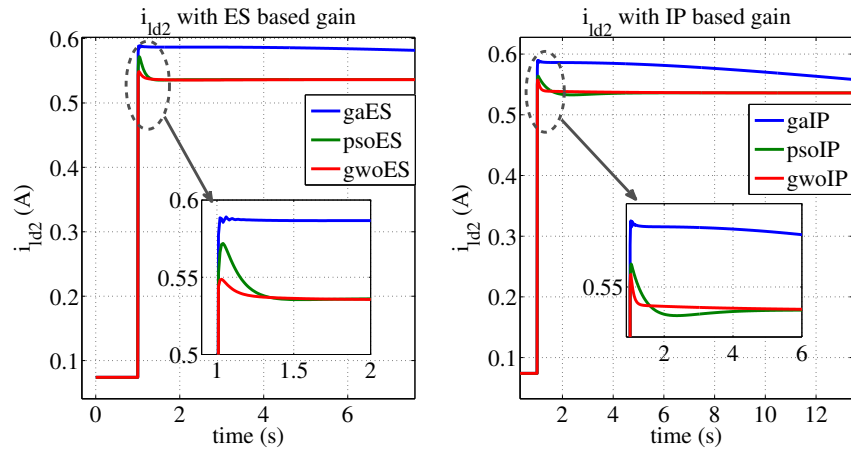 i_ld2 with ES based gain
0.6
0.5
0.4
0.3
0.2
0.1
i_ld2 (A)
gaES
psoES
gwoES
0.6
0.55
0.5
1
1.5
2
0
2
4
6
time (s)
i_ld2 with IP based gain
0.6
0.5
0.4
0.3
0.2
0.1
i_ld2 (A)
gaIP
psoIP
gwoIP
0.55
2
4
6
2
4
6
8
10
12
time (s)